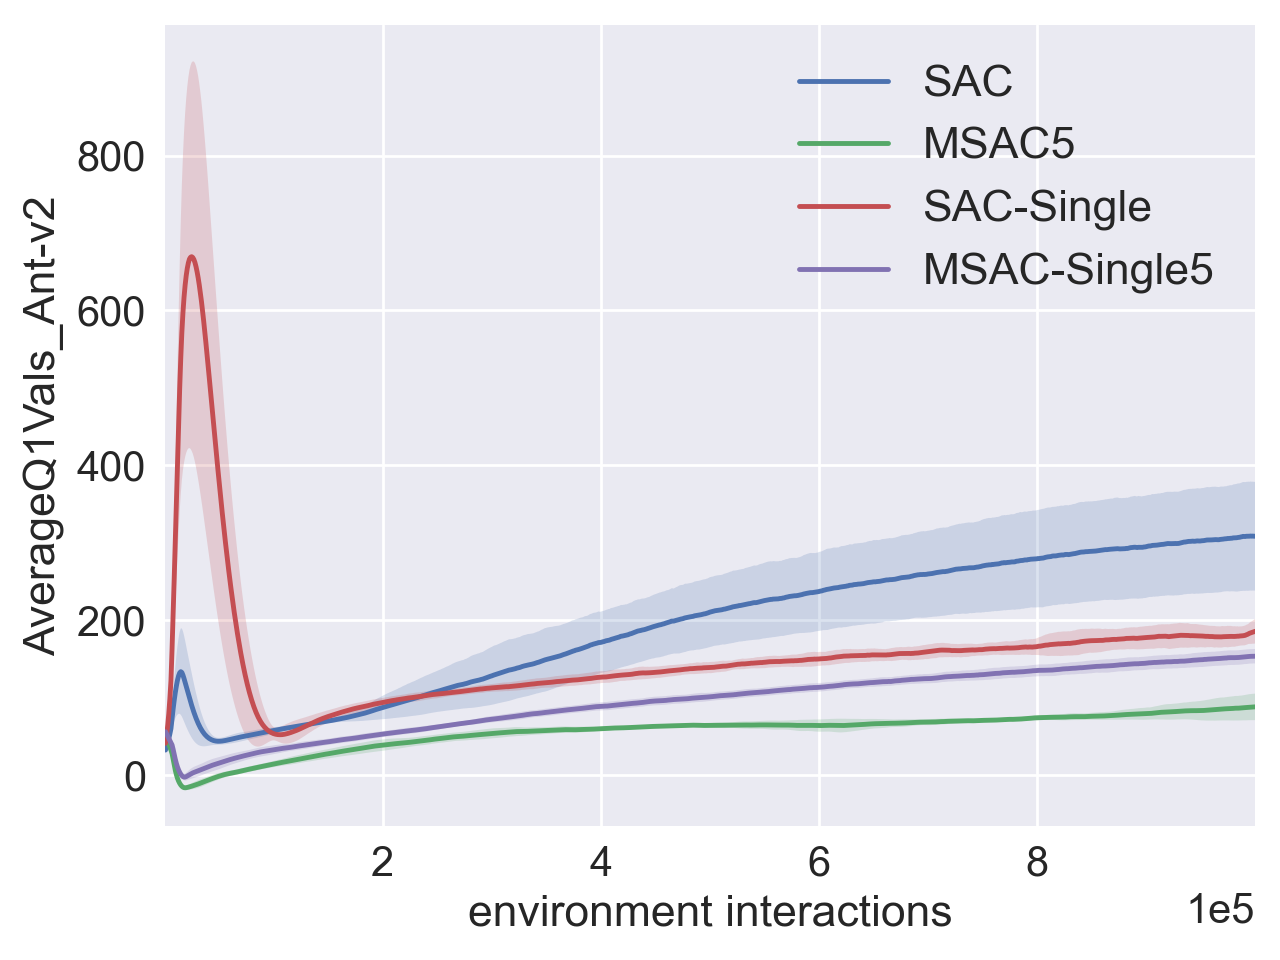 SAC
MSAC5
SAC-Single
MSAC-Single5
800
600
400
200
0
AverageQ1Vals_Ant-v2
2 4 6 8
environment interactions
1e5